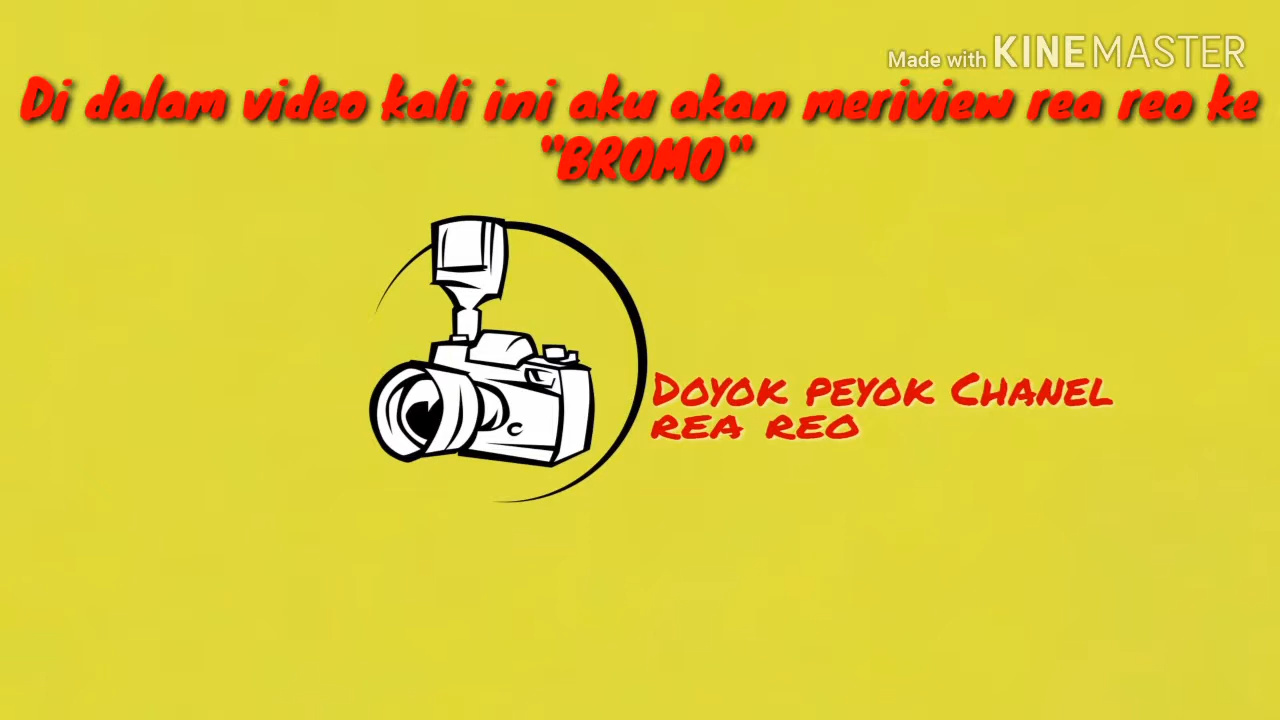 Made with KINEMASTER
Di dalam video kali ini aku akan meriview rea reo ke
"BROMO"
DOYOK PEYOK CHANEL
REA REO